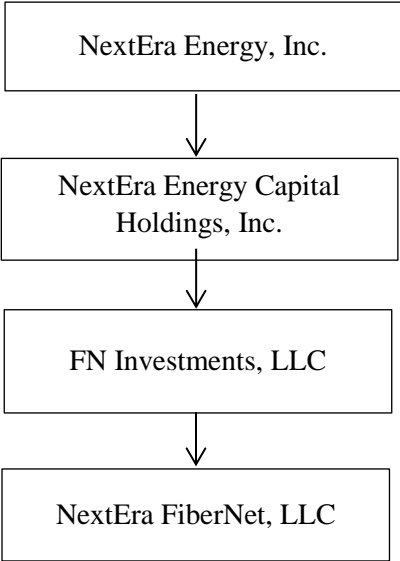 NextEra Energy, Inc.
NextEra Energy Capital
Holdings, Inc.
FN Investments, LLC
NextEra FiberNet, LLC